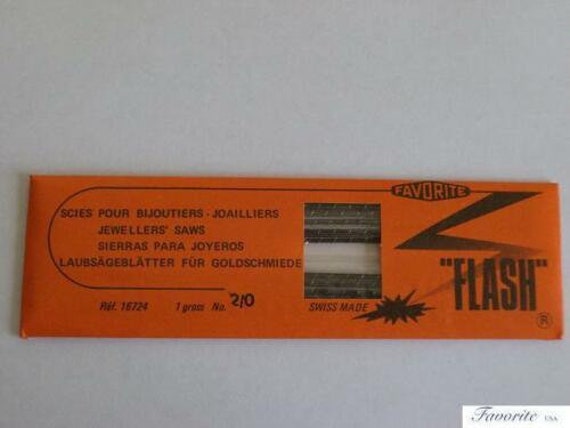 FAVORITE
SCIES POUR BIJOUTIERS - JOAILLIERS
JEWELLERS' SAWS
SIERRAS PARA JOYEROS
LAUBSÄGEBLÄTTER FÜR GOLDSCHMIEDE
"FLASH"
®
Réf. 16724 1 gross No. 2/0
SWISS MADE
Favorite USA